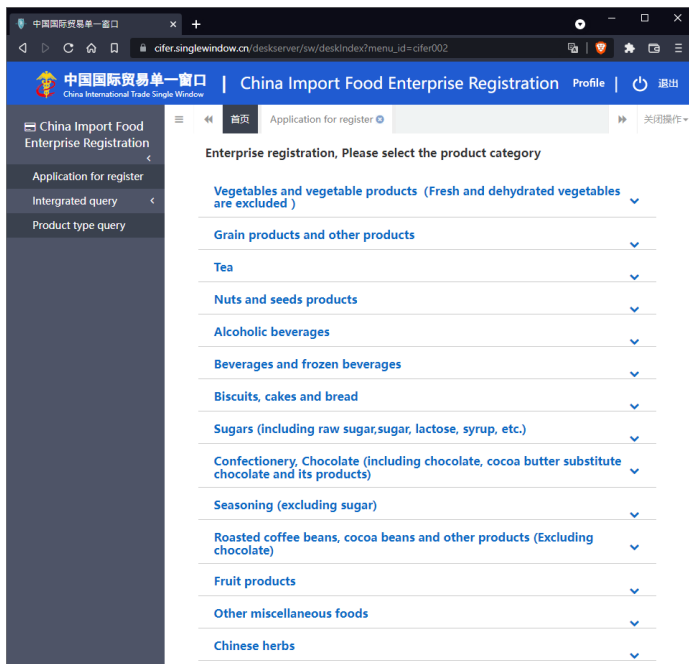 中国国际贸易单一窗口
cifer.singlewindow.cn/deskserver/sw/deskIndex?menu_id=cifer002
中国国际贸易单一窗口 | China Import Food Enterprise Registration Profile | 退出
China International Trade Single Window
China Import Food
Enterprise Registration
Application for register
Intergrated query
Product type query
首页 Application for register 关闭操作
Enterprise registration, Please select the product category
Vegetables and vegetable products（Fresh and dehydrated vegetables
are excluded ）
Grain products and other products
Tea
Nuts and seeds products
Alcoholic beverages
Beverages and frozen beverages
Biscuits, cakes and bread
Sugars (including raw sugar,sugar, lactose, syrup, etc.)
Confectionery, Chocolate (including chocolate, cocoa butter substitute
chocolate and its products)
Seasoning (excluding sugar)
Roasted coffee beans, cocoa beans and other products (Excluding
chocolate)
Fruit products
Other miscellaneous foods
Chinese herbs